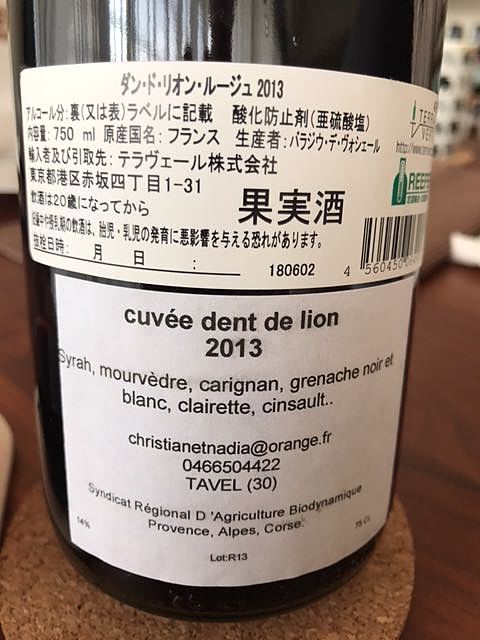 ダン・ド・リオン・ルージュ 2013
アルコール分:裏(又は表)ラベルに記載 酸化防止剤(亜硫酸塩)
内容量:750 ml 原産国名:フランス 生産者:バラジウ・デ・ヴォシェール
輸入者及び引取先:テラヴェール株式会社
東京都港区赤坂四丁目1-31
飲酒は20歳になってから
果実酒
妊娠中や授乳期の飲酒は、胎児・乳児の発育に悪影響を与える恐れがあります。
抜栓日時: 月 日 :
180602
cuvée dent de lion
2013
Syrah, mourvèdre, carignan, grenache noir et
blanc, clairette, cinsault..
christianetnadia@orange.fr
0466504422
TAVEL (30)
Syndicat Régional D 'Agriculture Biodynamique
Provence, Alpes, Corse.
14%
75 CL
Lot:R13